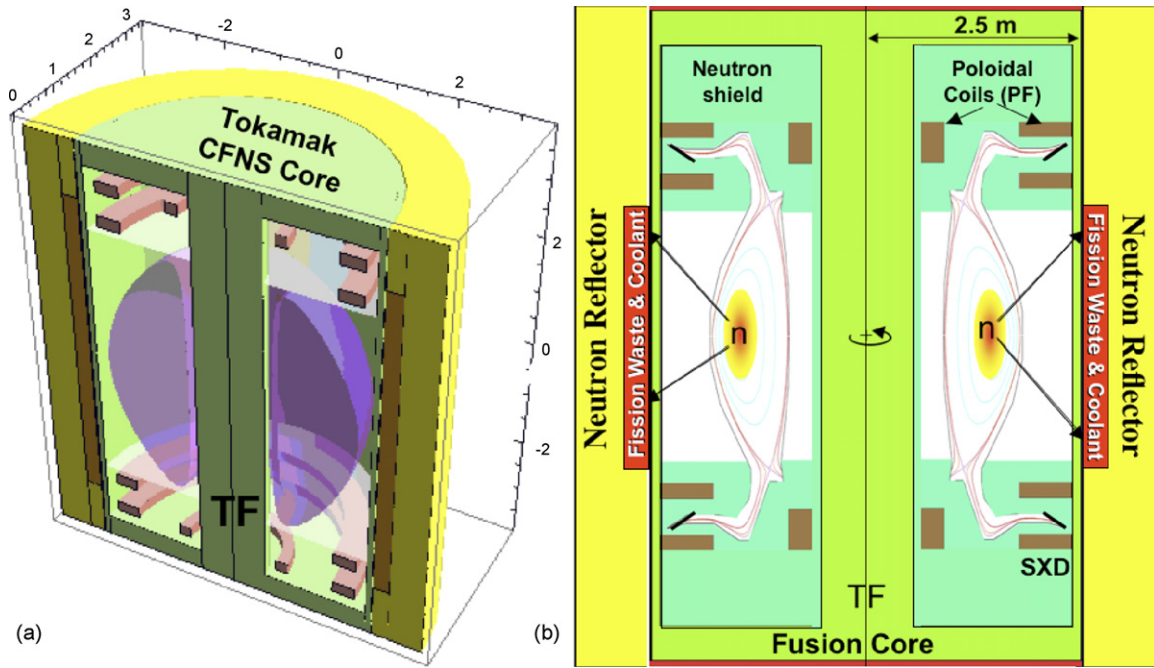 3
2
1
0
-2
0
2
Tokamak
CFNS Core
2
0
-2
TF
(a)
2.5 m
Neutron
shield
Poloidal
Coils (PF)
Neutron Reflector
Fission Waste & Coolant
n
n
Fission Waste & Coolant
Neutron Reflector
SXD
TF
Fusion Core
(b)